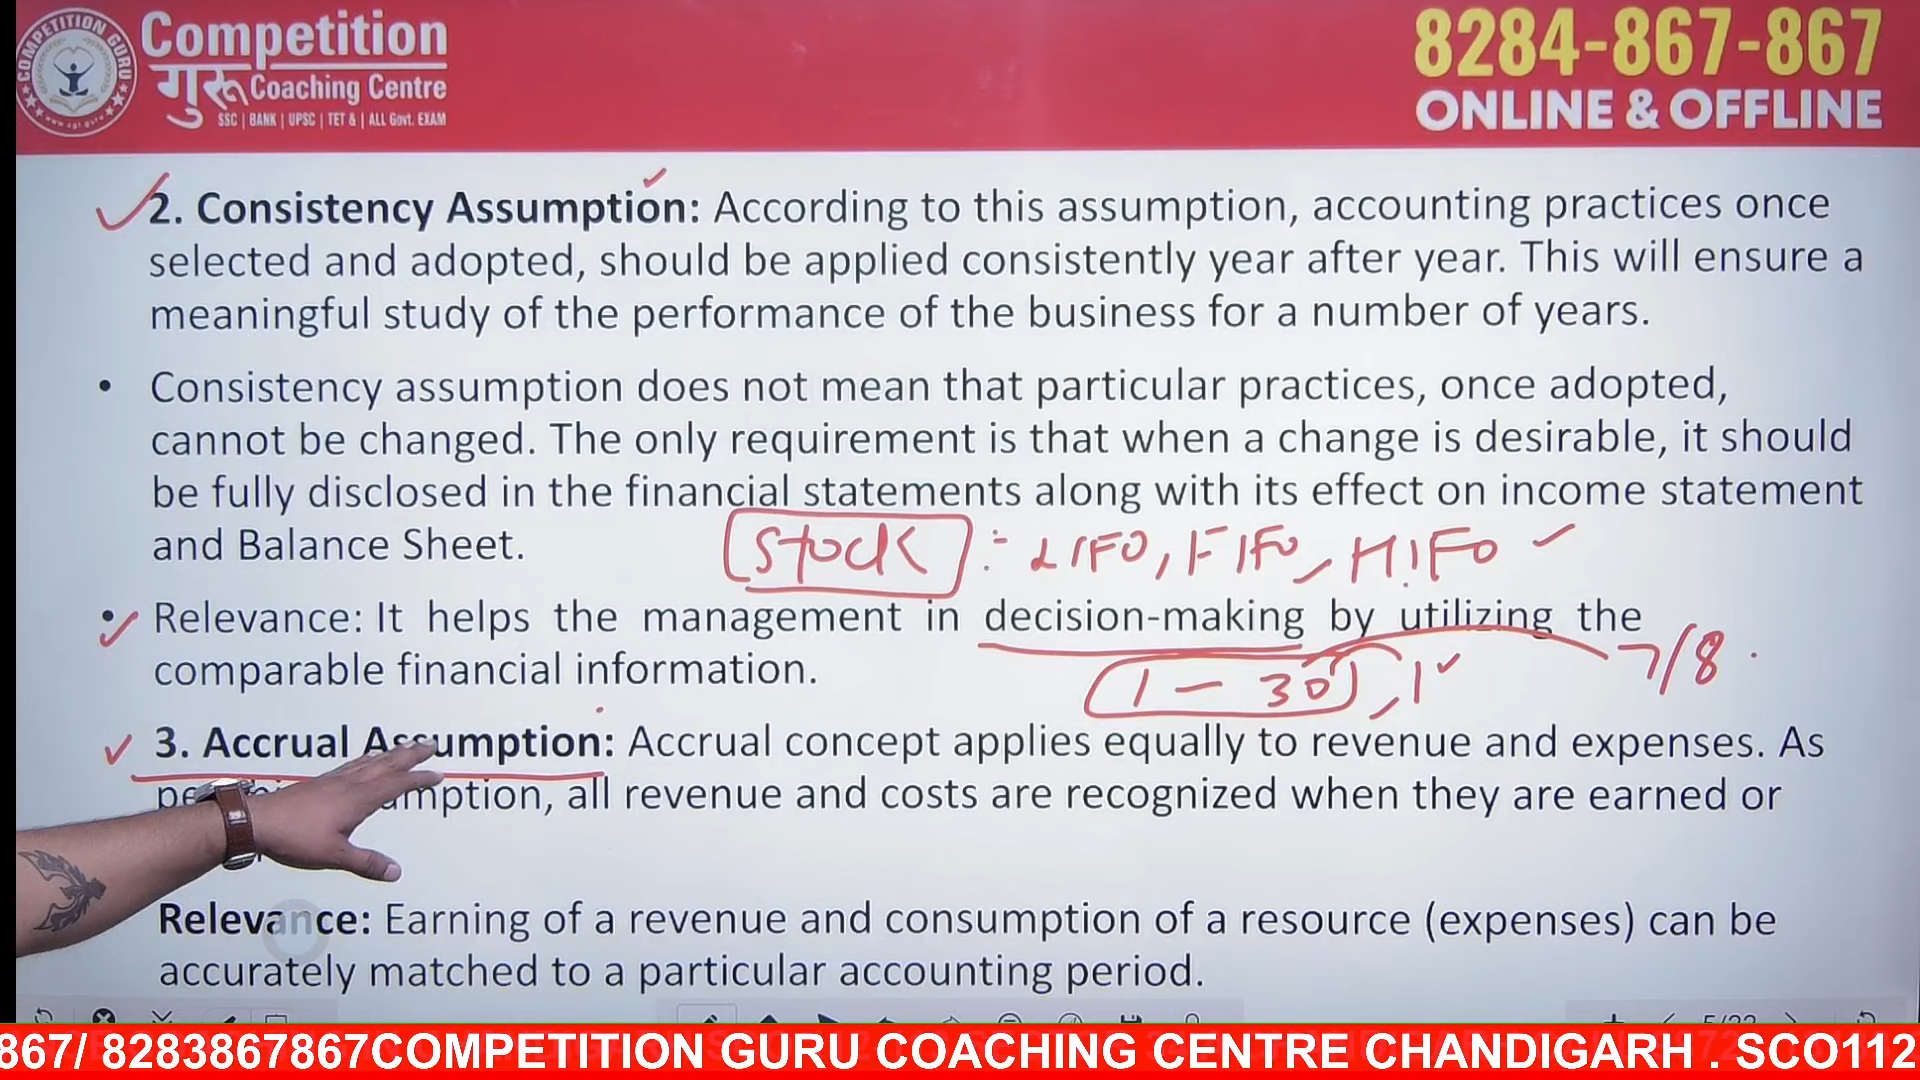 COMPETITION GURU
Competition
गुरू Coaching Centre
SSC | BANK | UPSC | TET & | ALL Govt. EXAM
8284-867-867
ONLINE & OFFLINE
2. Consistency Assumption: According to this assumption, accounting practices once
selected and adopted, should be applied consistently year after year. This will ensure a
meaningful study of the performance of the business for a number of years.
• Consistency assumption does not mean that particular practices, once adopted,
cannot be changed. The only requirement is that when a change is desirable, it should
be fully disclosed in the financial statements along with its effect on income statement
and Balance Sheet.
Stock :- LIFO, FIFO, HIFO
• Relevance: It helps the management in decision-making by utilizing the
comparable financial information.
1 - 30, 1 7/8
3. Accrual Assumption: Accrual concept applies equally to revenue and expenses. As
all revenue and costs are recognized when they are earned or
Relevance: Earning of a revenue and consumption of a resource (expenses) can be
accurately matched to a particular accounting period.
867/ 8283867867COMPETITION GURU COACHING CENTRE CHANDIGARH . SCO112